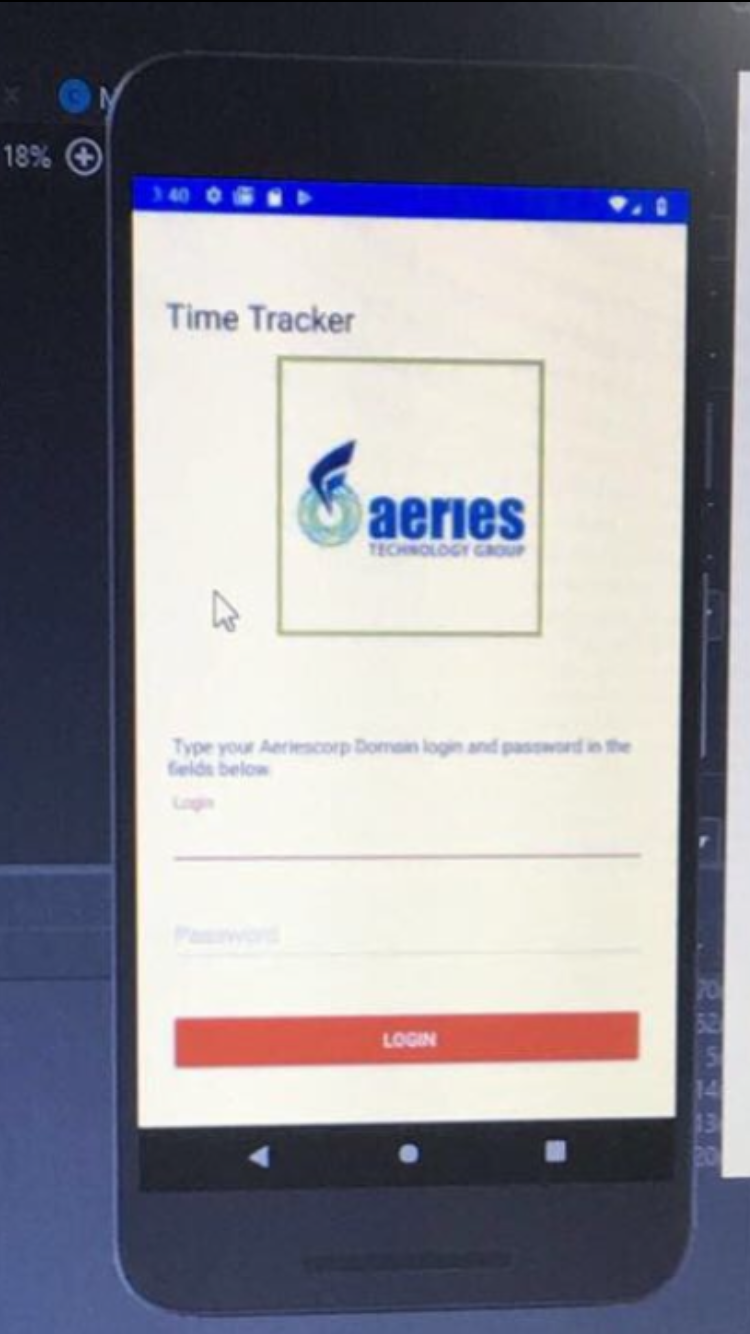 18%
3:40
Time Tracker
aeries
TECHNOLOGY GROUP
Type your Aeriescorp Domain login and password in the
fields below.
Login
Password
LOGIN